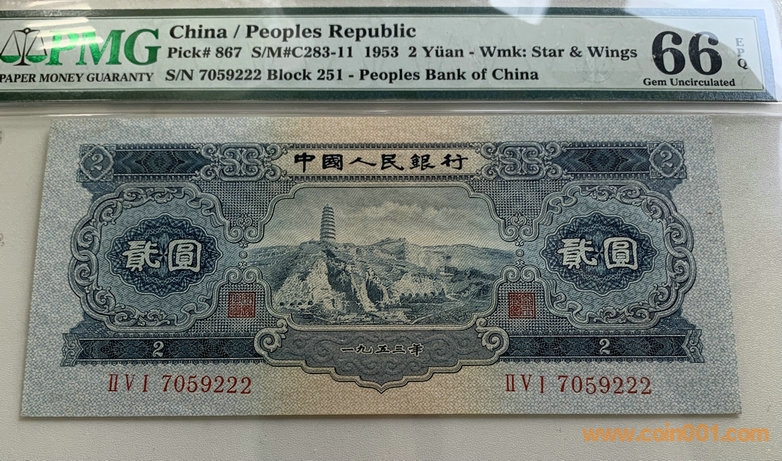 PMG
PAPER MONEY GUARANTY
China / Peoples Republic
Pick# 867 S/M#C283-11 1953 2 Yüan - Wmk: Star & Wings
S/N 7059222 Block 251 - Peoples Bank of China
66 EPQ
Gem Uncirculated
2 中國人民銀行 2
貳圓 貳圓
一九五三年
2 2
II V I 7059222 II V I 7059222
www.coin001.com